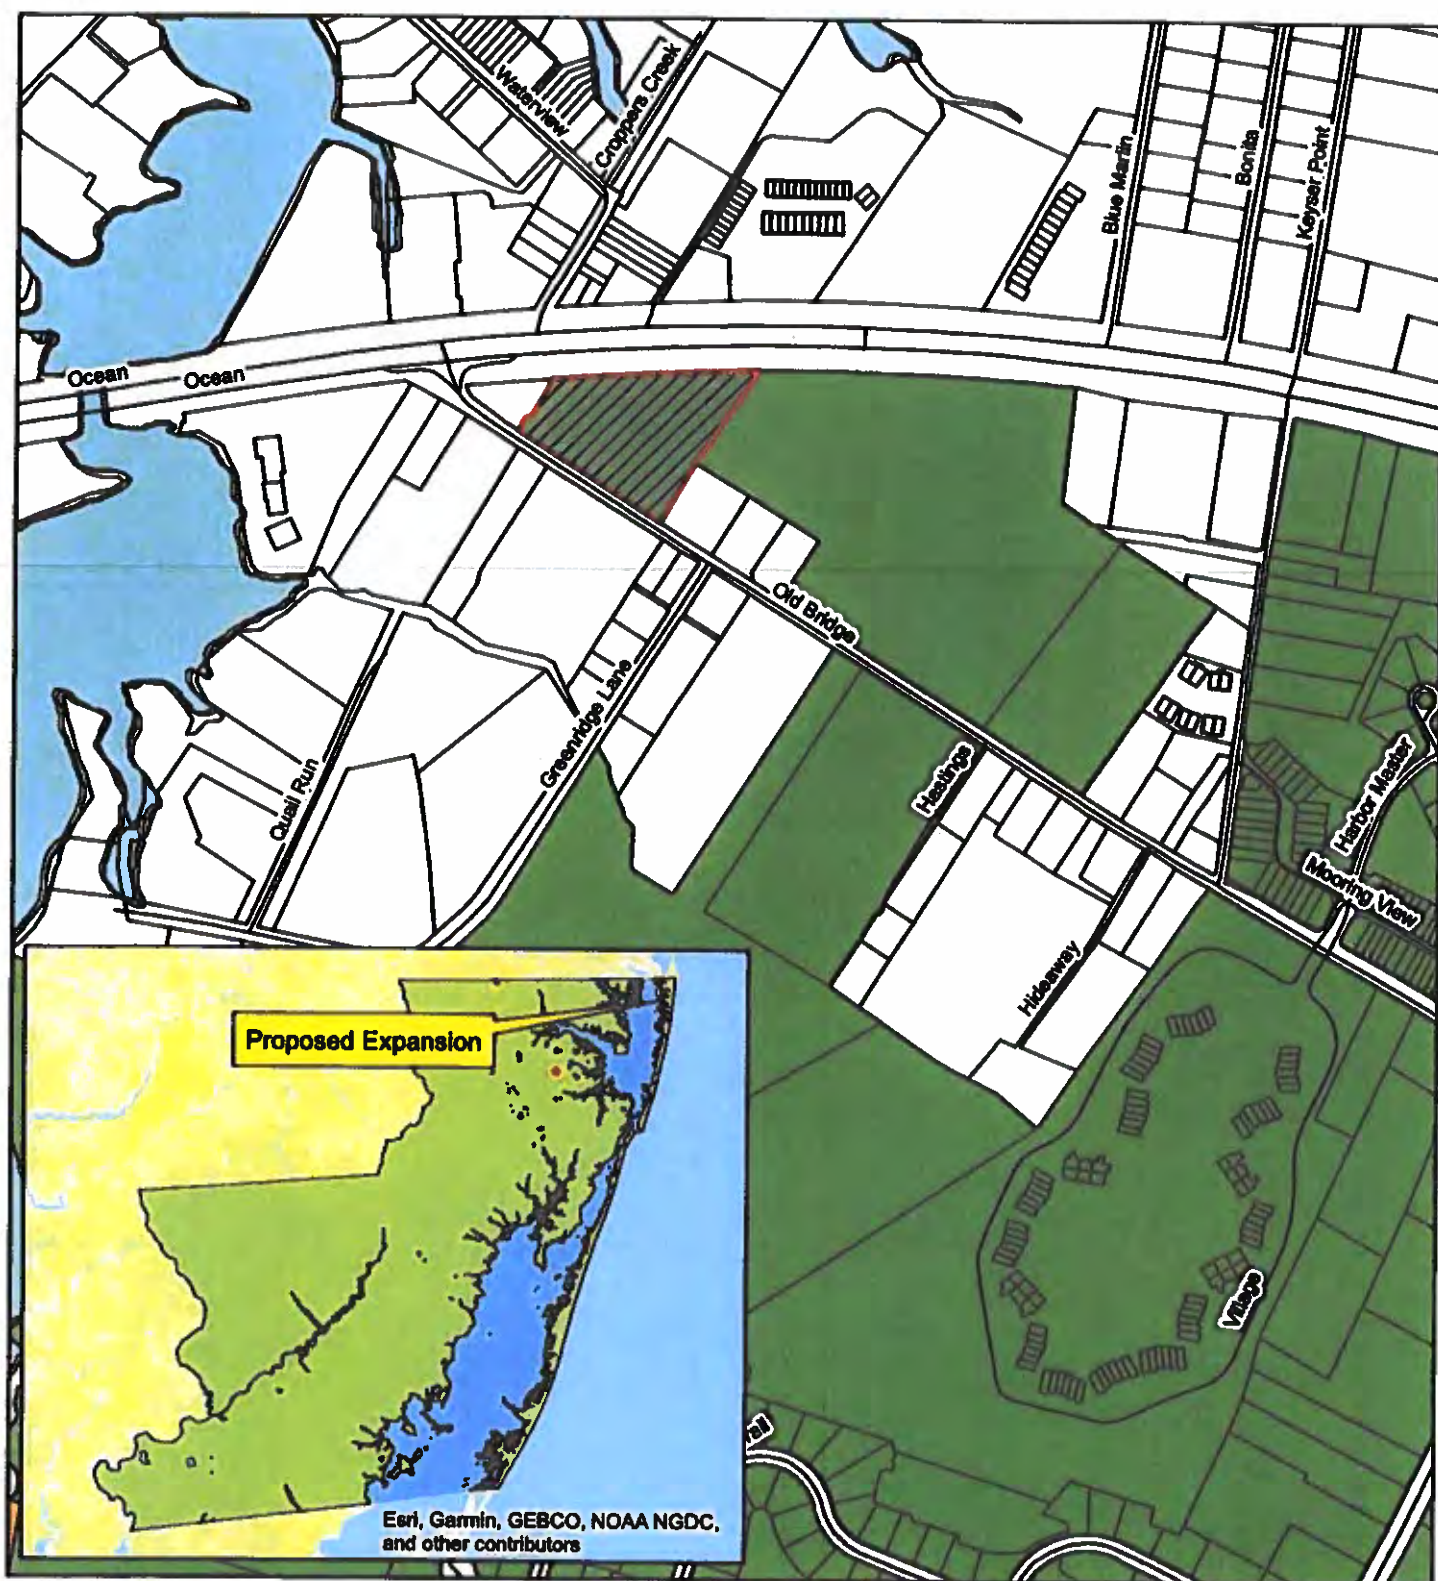 Waterview
Croppers Creek
Blue Marlin
Bonita
Keyser Point
Ocean
Ocean
Old Bridge
Greenridge Lane
Quail Run
Hastings
Harbor Master
Mooring View
Hideaway
Village
Proposed Expansion
Esri, Garmin, GEBCO, NOAA NGDC,
and other contributors